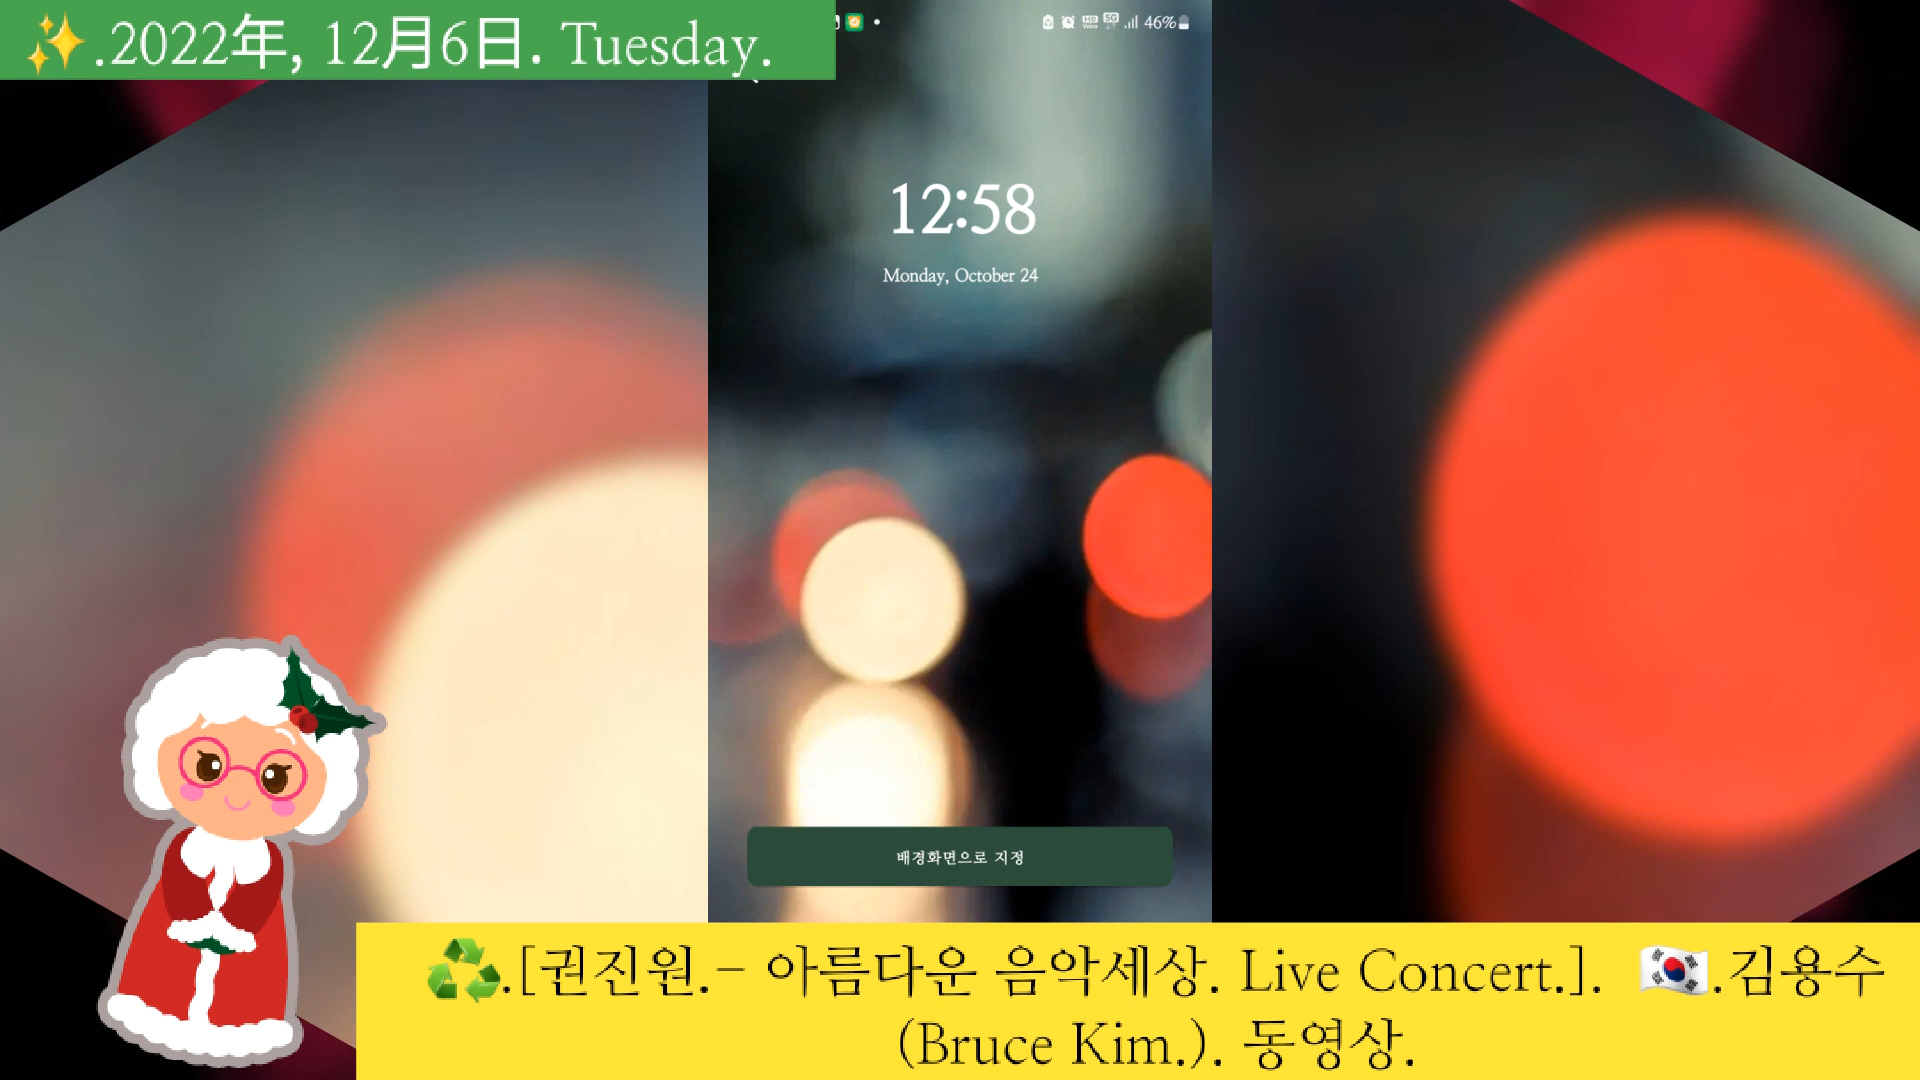 ✨.2022年, 12月6日. Tuesday.
46%
12:58
Monday, October 24
배경화면으로 지정
♻.[권진원.- 아름다운 음악세상. Live Concert.]. 🇰🇷.김용수
(Bruce Kim.). 동영상.